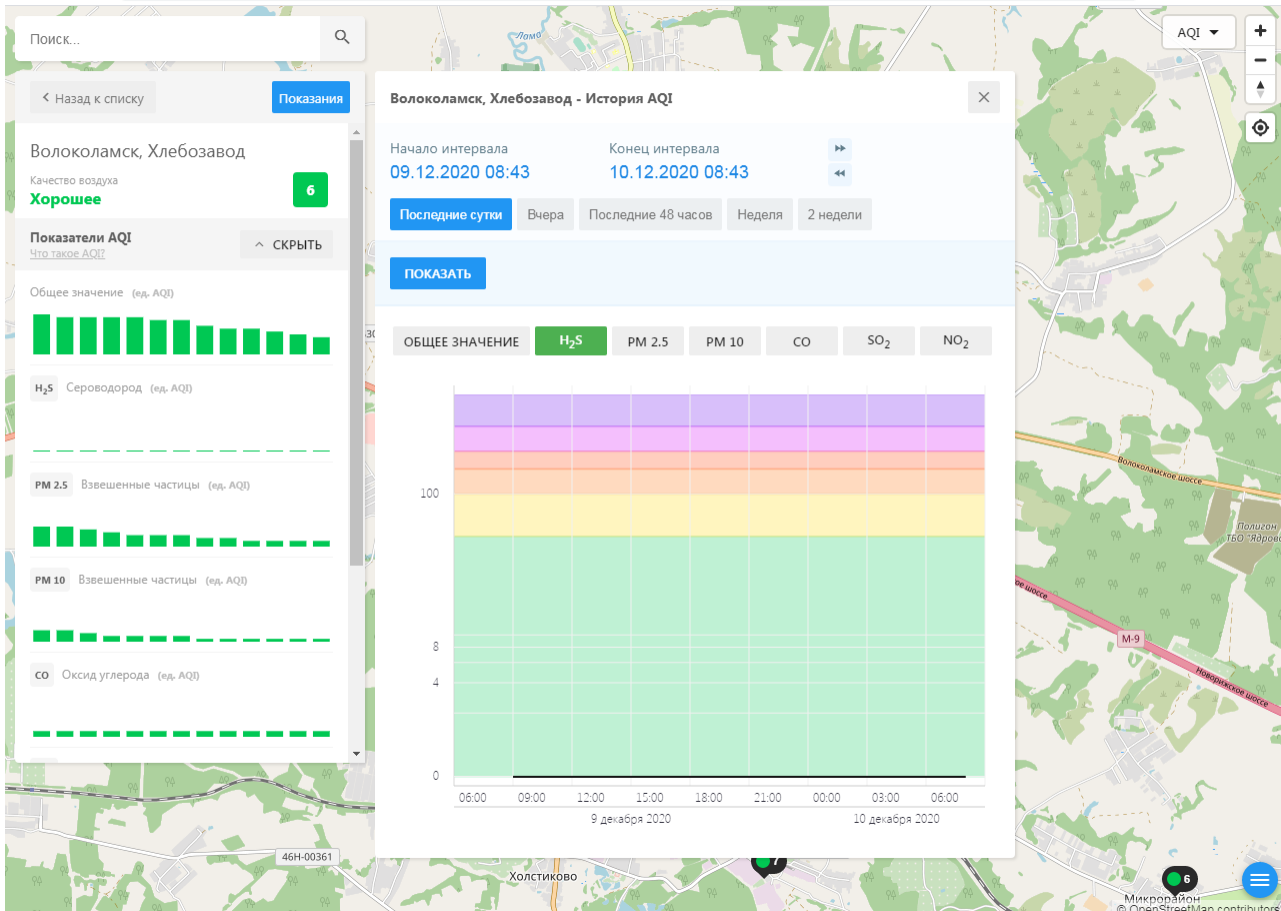 Поиск...
AQI
Назад к списку
Показания
Волоколамск, Хлебозавод
Качество воздуха
Хорошее
6
Показатели AQI
Что такое AQI?
СКРЫТЬ
Общее значение (ед. AQI)
H2S Сероводород (ед. AQI)
PM 2.5 Взвешенные частицы (ед. AQI)
PM 10 Взвешенные частицы (ед. AQI)
CO Оксид углерода (ед. AQI)
Волоколамск, Хлебозавод - История AQI
Начало интервала
Конец интервала
09.12.2020 08:43
10.12.2020 08:43
Последние сутки
Вчера
Последние 48 часов
Неделя
2 недели
ПОКАЗАТЬ
ОБЩЕЕ ЗНАЧЕНИЕ
H2S
PM 2.5
PM 10
CO
SO2
NO2
100
8
4
0
06:00 09:00 12:00 15:00 18:00 21:00 00:00 03:00 06:00
9 декабря 2020
10 декабря 2020
Волоколамское шоссе
Полигон
ТБО "Ядрово
М-9
Новорижское шоссе
46Н-00361
Холстиково
7
6
Микрорайон
© OpenStreetMap contributors